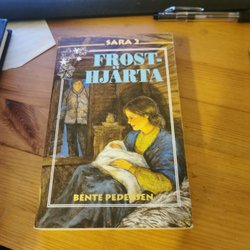 SARA 2
FROST-
HJÄRTA
BENTE PEDERSEN